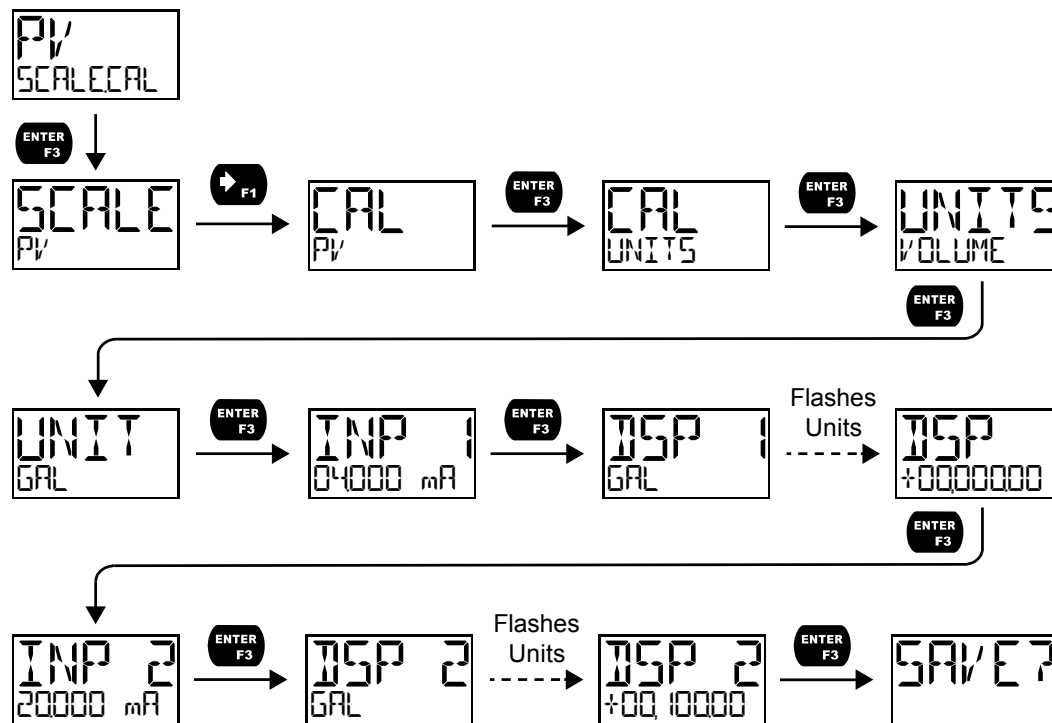 PV
SCALE.CAL
ENTER
F3
SCALE
PV
F1
CAL
PV
ENTER
F3
CAL
UNITS
ENTER
F3
UNITS
VOLUME
ENTER
F3
UNIT
GAL
ENTER
F3
INP 1
04.000 mA
ENTER
F3
DSP 1
GAL
Flashes
Units
DSP
+00,000.00
ENTER
F3
INP 2
20.000 mA
ENTER
F3
DSP 2
GAL
Flashes
Units
DSP 2
+00,100.00
ENTER
F3
SAVE?